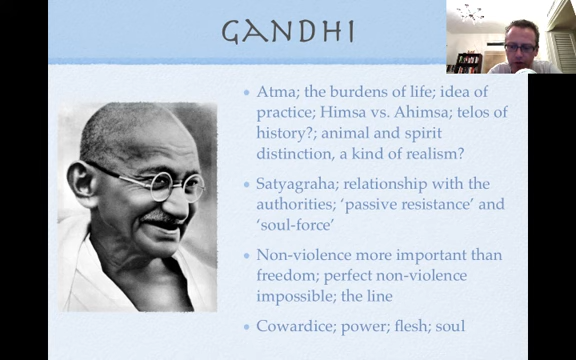 GANDHI
• Atma; the burdens of life; idea of
practice; Himsa vs. Ahimsa; telos of
history?; animal and spirit
distinction, a kind of realism?
• Satyagraha; relationship with the
authorities; ‘passive resistance’ and
‘soul-force’
• Non-violence more important than
freedom; perfect non-violence
impossible; the line
• Cowardice; power; flesh; soul